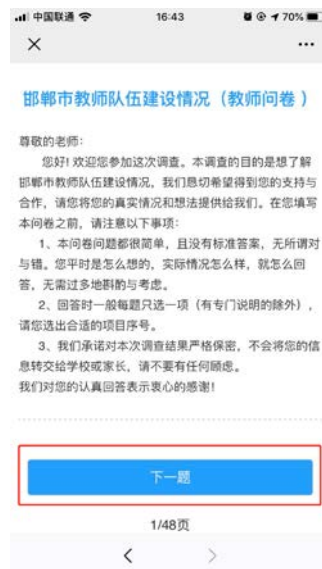 中国联通 16:43 70%
邯郸市教师队伍建设情况（教师问卷 ）
尊敬的老师：
您好! 欢迎您参加这次调查。本调查的目的是想了解
邯郸市教师队伍建设情况，我们恳切希望得到您的支持与
合作，请您将您的真实情况和想法提供给我们。在您填写
本问卷之前，请注意以下事项：
1、本问卷问题都很简单，且没有标准答案，无所谓对
与错。您平时是怎么想的，实际情况怎么样，就怎么回
答，无需过多地斟酌与考虑。
2、回答时一般每题只选一项（有专门说明的除外），
请您选出合适的项目序号。
3、我们承诺对本次调查结果严格保密，不会将您的信
息转交给学校或家长，请不要有任何顾虑。
我们对您的认真回答表示衷心的感谢!
下一题
1/48页